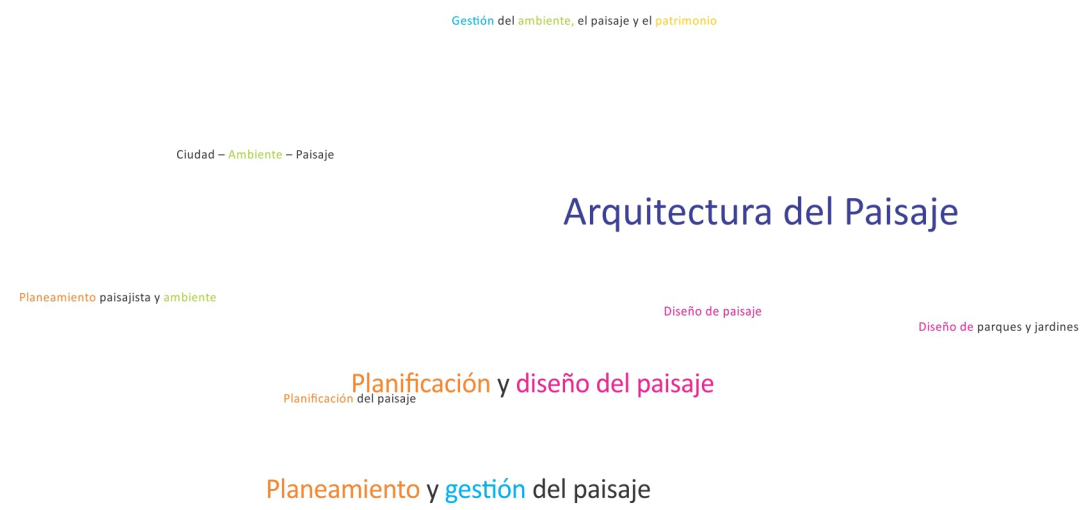 Gestión del ambiente, el paisaje y el patrimonio
Ciudad – Ambiente – Paisaje
Arquitectura del Paisaje
Planeamiento paisajista y ambiente
Diseño de paisaje
Diseño de parques y jardines
Planificación y diseño del paisaje
Planificación del paisaje
Planeamiento y gestión del paisaje